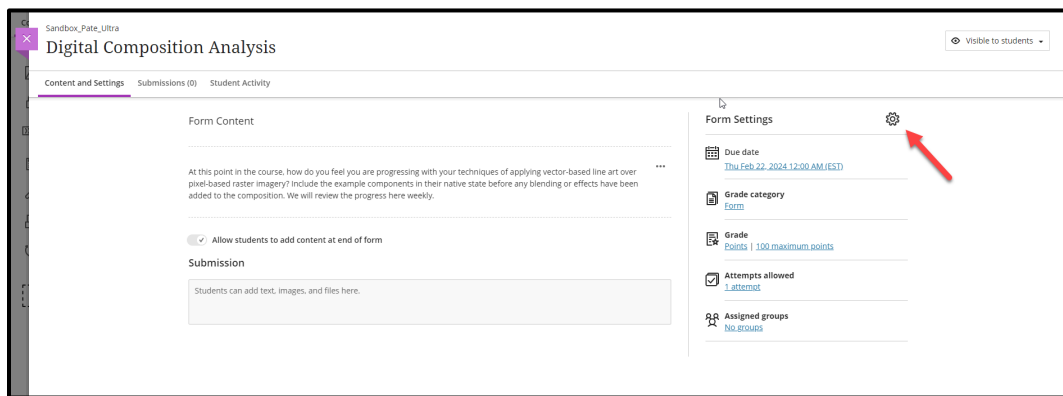 Sandbox_Pate_Ultra
Digital Composition Analysis
Visible to students
Content and Settings Submissions (0) Student Activity
Form Content
At this point in the course, how do you feel you are progressing with your techniques of applying vector-based line art over
pixel-based raster imagery? Include the example components in their native state before any blending or effects have been
added to the composition. We will review the progress here weekly.
Allow students to add content at end of form
Submission
Students can add text, images, and files here.
Form Settings
Due date
Thu Feb 22, 2024 12:00 AM (EST)
Grade category
Form
Grade
Points | 100 maximum points
Attempts allowed
1 attempt
Assigned groups
No groups